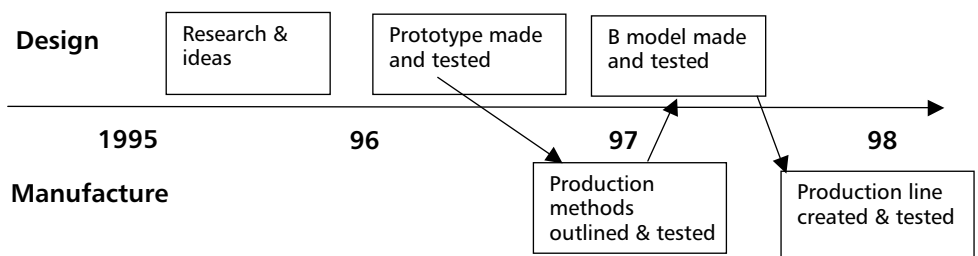 Design
Research &
ideas
Prototype made
and tested
B model made
and tested
1995 96 97 98
Manufacture
Production
methods
outlined & tested
Production line
created & tested